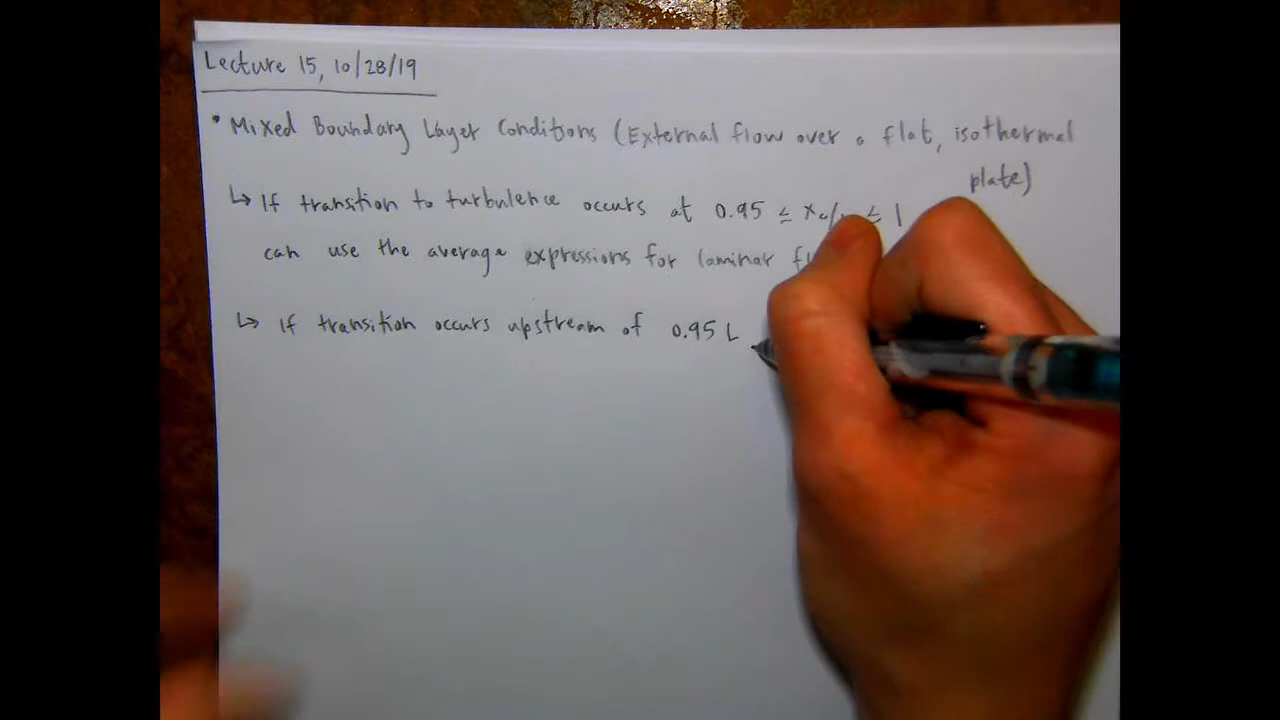 Lecture 15, 10/28/19
• Mixed Boundary Layer Conditions (External flow over a flat, isothermal
plate)
↳ If transition to turbulence occurs at 0.95 ≤ ≤ 1
can use the average expressions for laminar
↳ If transition occurs upstream of 0.95 L